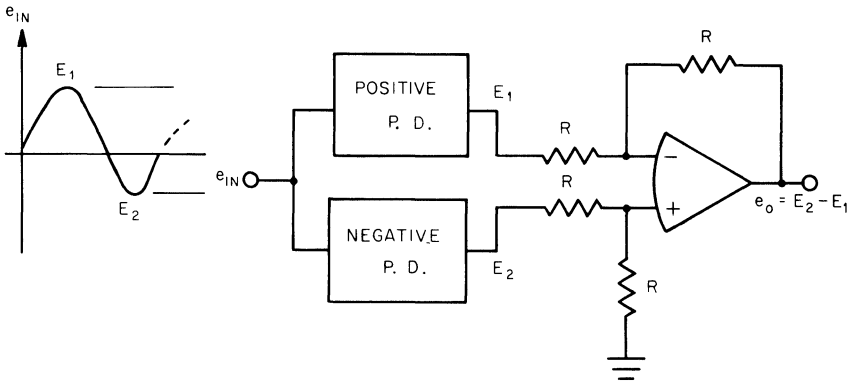 e_IN
E_1
E_2
e_IN
POSITIVE
P. D.
E_1
NEGATIVE
P. D.
E_2
R
R
R
R
−
+
e_o = E_2 − E_1